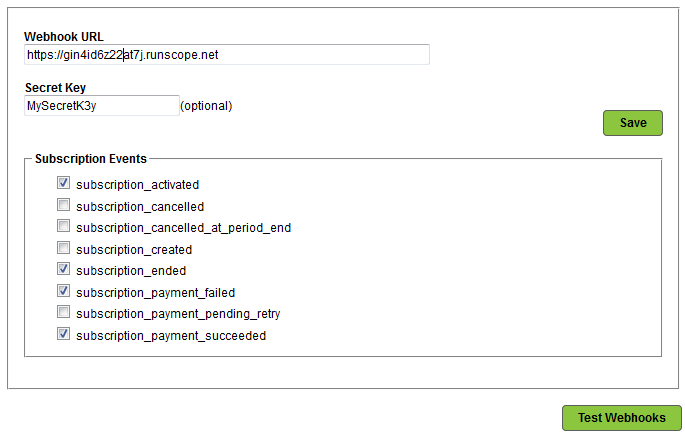 Webhook URL
https://gin4id6z22at7j.runscope.net
Secret Key
MySecretK3y (optional)
Save
Subscription Events
subscription_activated
subscription_cancelled
subscription_cancelled_at_period_end
subscription_created
subscription_ended
subscription_payment_failed
subscription_payment_pending_retry
subscription_payment_succeeded
Test Webhooks